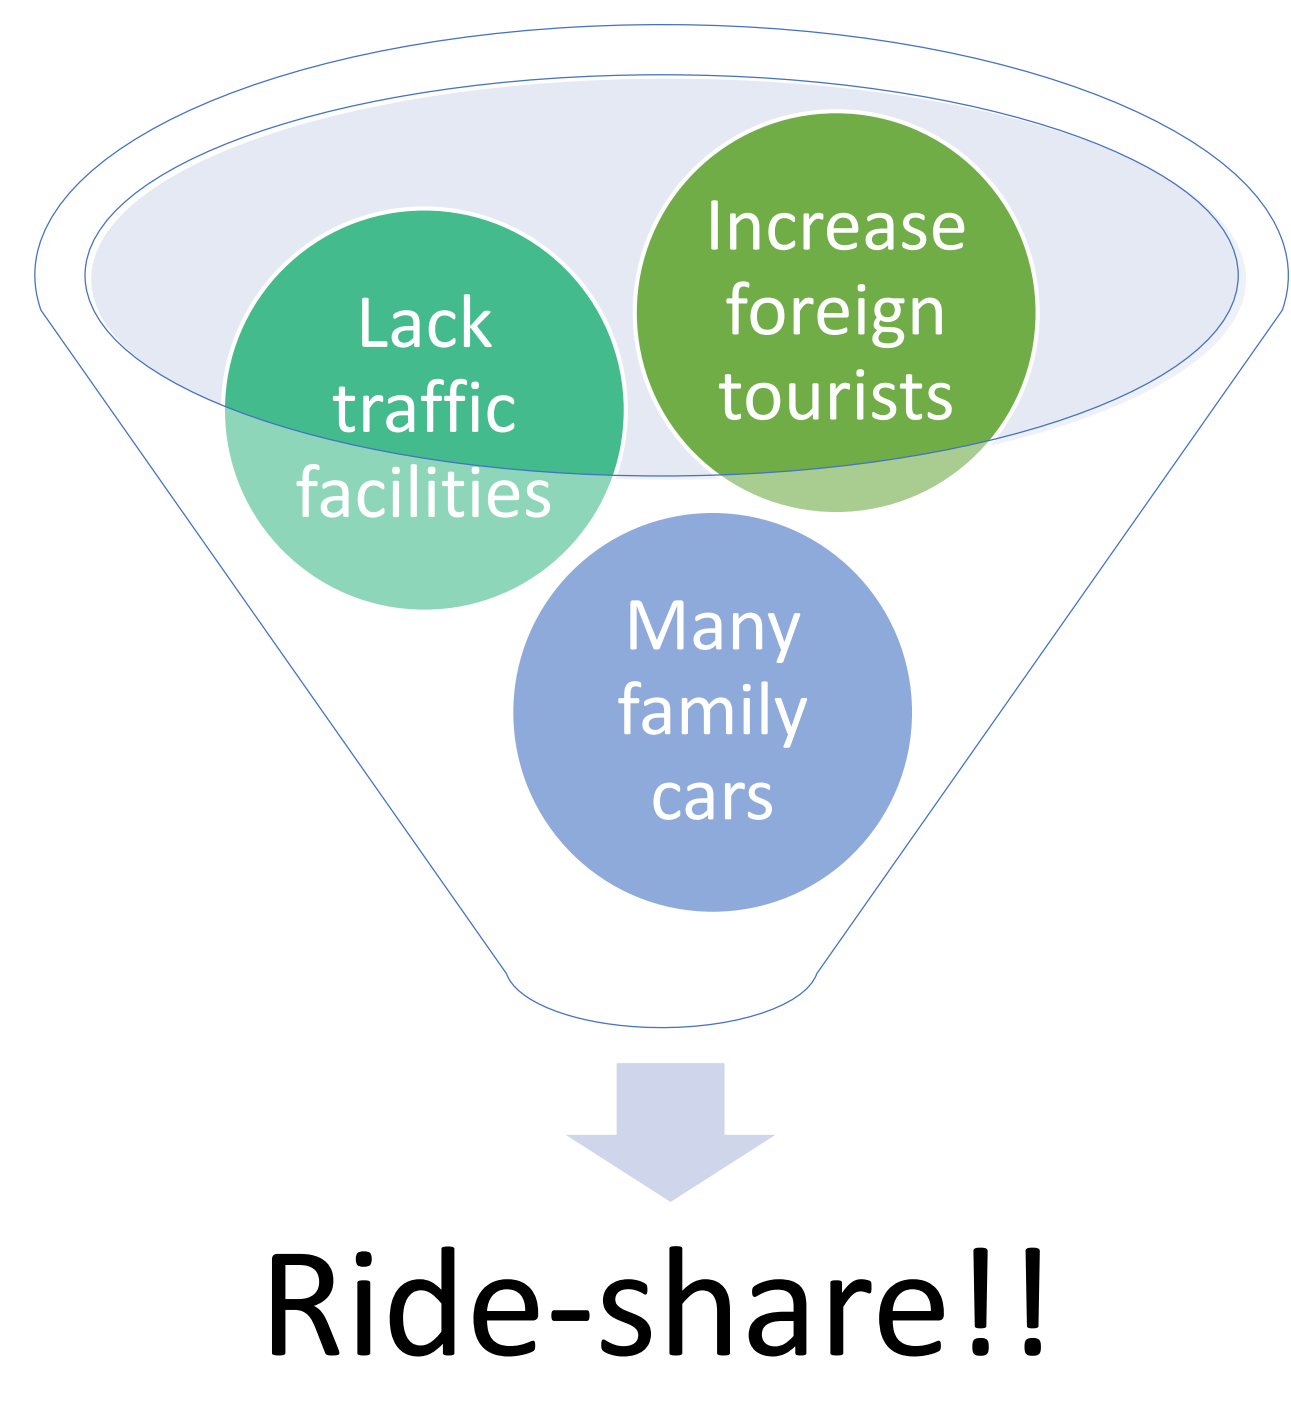 Increase
foreign
tourists
Lack
traffic
facilities
Many
family
cars
Ride-share!!